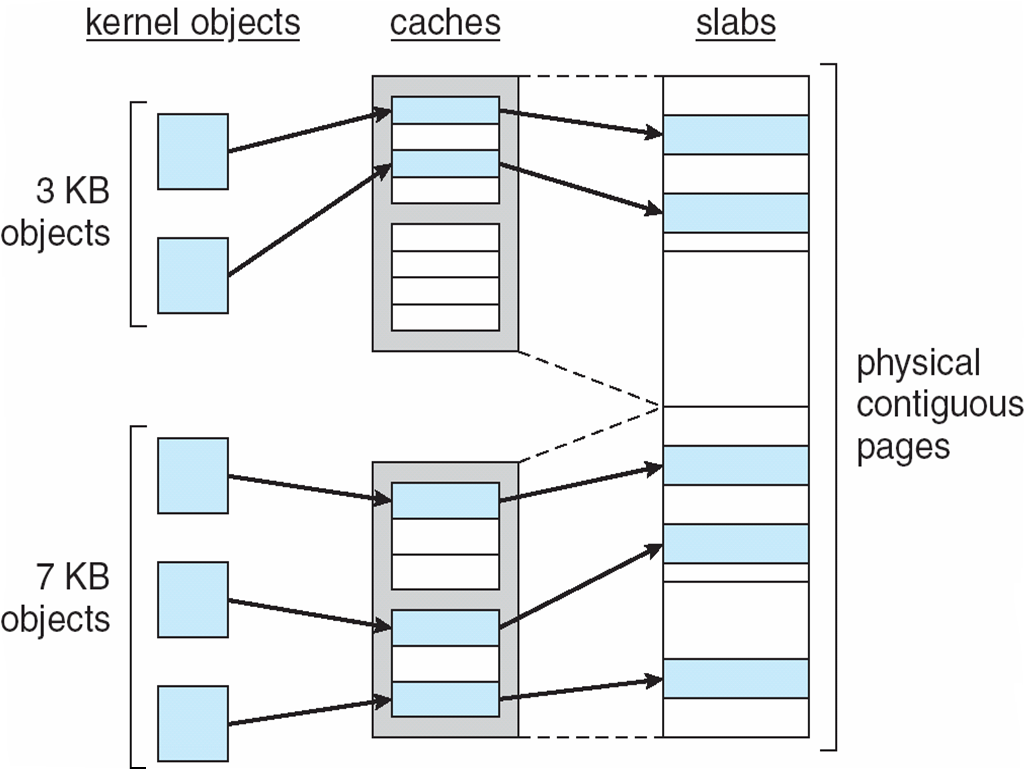 kernel objects
caches
slabs
3 KB
objects
physical
contiguous
pages
7 KB
objects